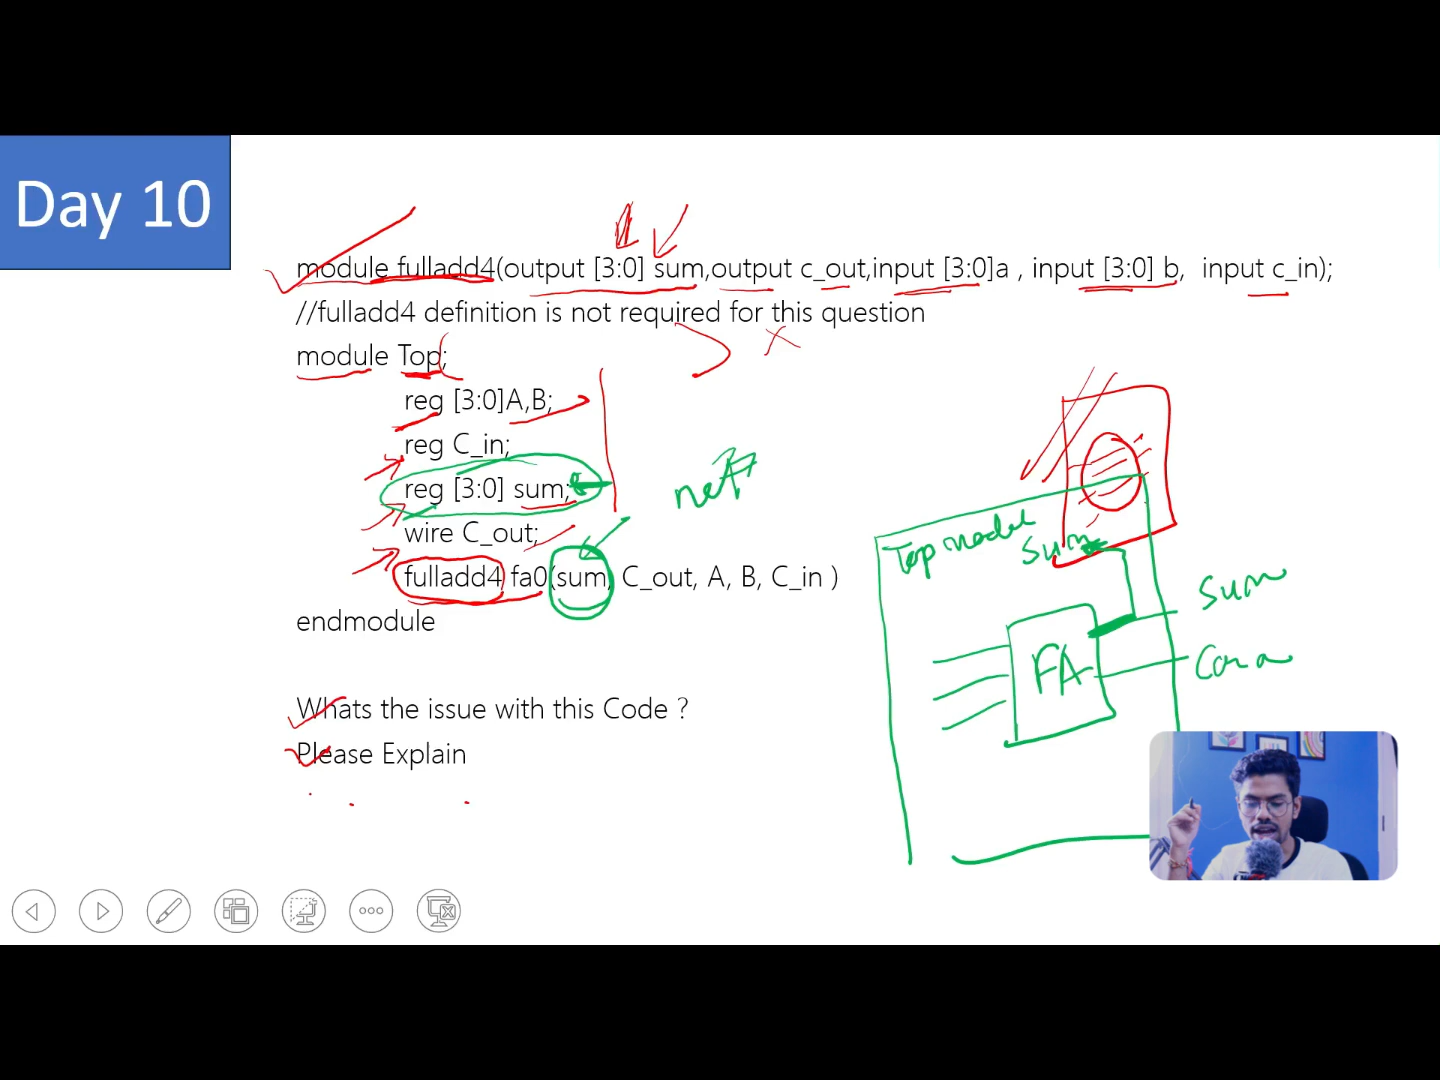 Day 10
module fulladd4(output [3:0] sum,output c_out,input [3:0]a , input [3:0] b,  input c_in);
//fulladd4 definition is not required for this question
module Top;
reg [3:0]A,B;
reg C_in;
reg [3:0] sum;
net
wire C_out;
Top model
sum
fulladd4 fa0(sum, C_out, A, B, C_in )
sum
endmodule
FA
Whats the issue with this Code ?
Please Explain